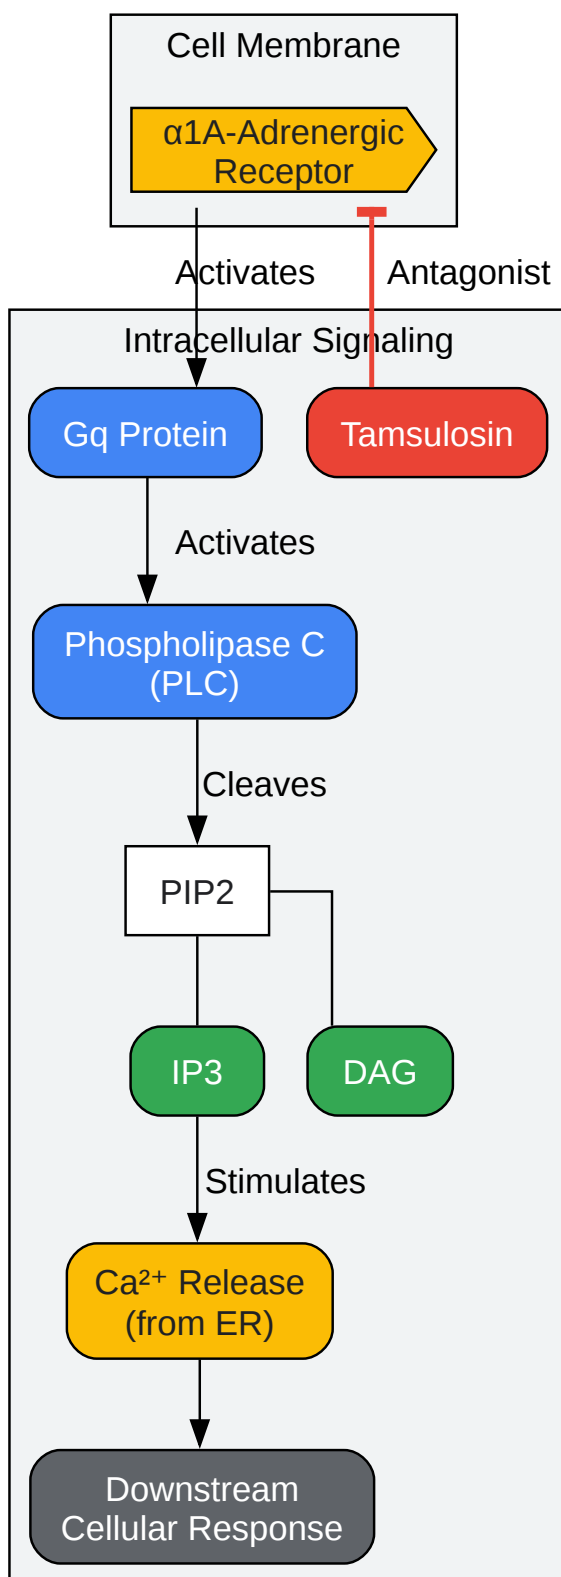 Cell Membrane
α1A-Adrenergic
Receptor
Activates
Antagonist
Intracellular Signaling
Gq Protein
Tamsulosin
Activates
Phospholipase C
(PLC)
Cleaves
PIP2
IP3
DAG
Stimulates
Ca²⁺ Release
(from ER)
Downstream
Cellular Response